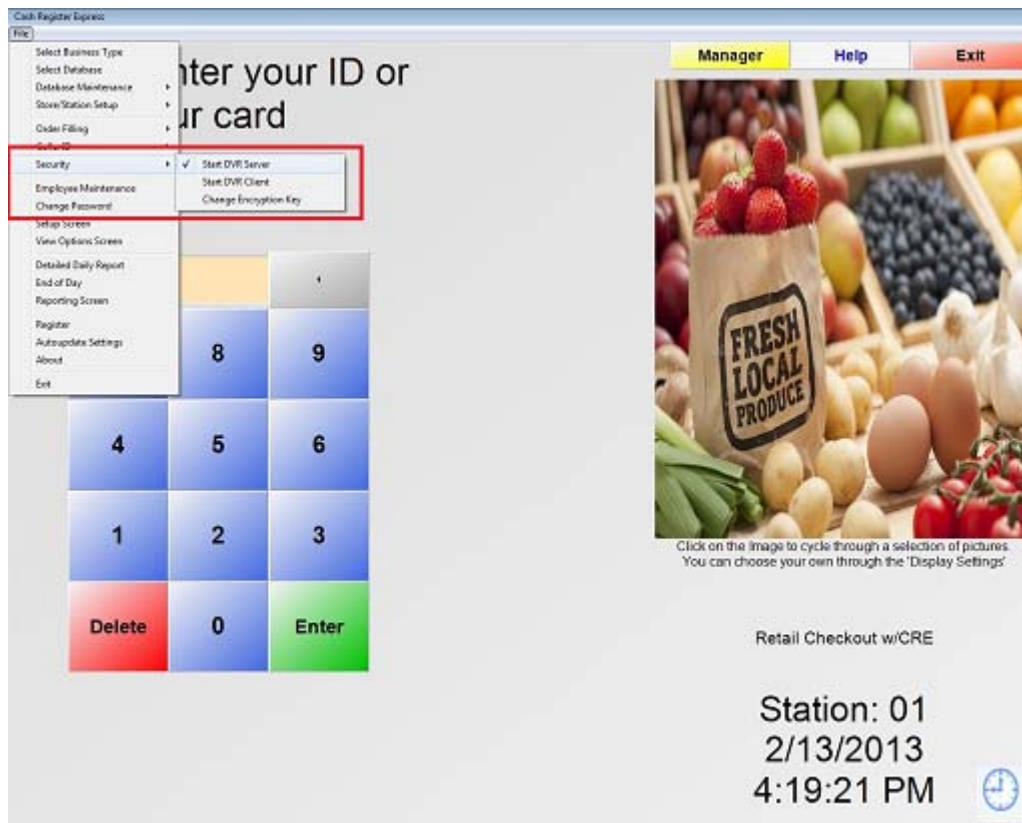 Cash Register Express
File
Select Business Type
Select Database
Database Maintenance
Store/Station Setup
Order Filling
Caller ID
Security
Employee Maintenance
Change Password
Setup Screen
View Options Screen
Detailed Daily Report
End of Day
Reporting Screen
Register
Autoupdate Settings
About
Exit
Start DVR Server
Start DVR Client
Change Encryption Key
nter your ID or
ur card
8
9
4
5
6
1
2
3
Delete
0
Enter
Manager
Help
Exit
FRESH
LOCAL
PRODUCE
Click on the Image to cycle through a selection of pictures.
You can choose your own through the 'Display Settings'
Retail Checkout w/CRE
Station: 01
2/13/2013
4:19:21 PM